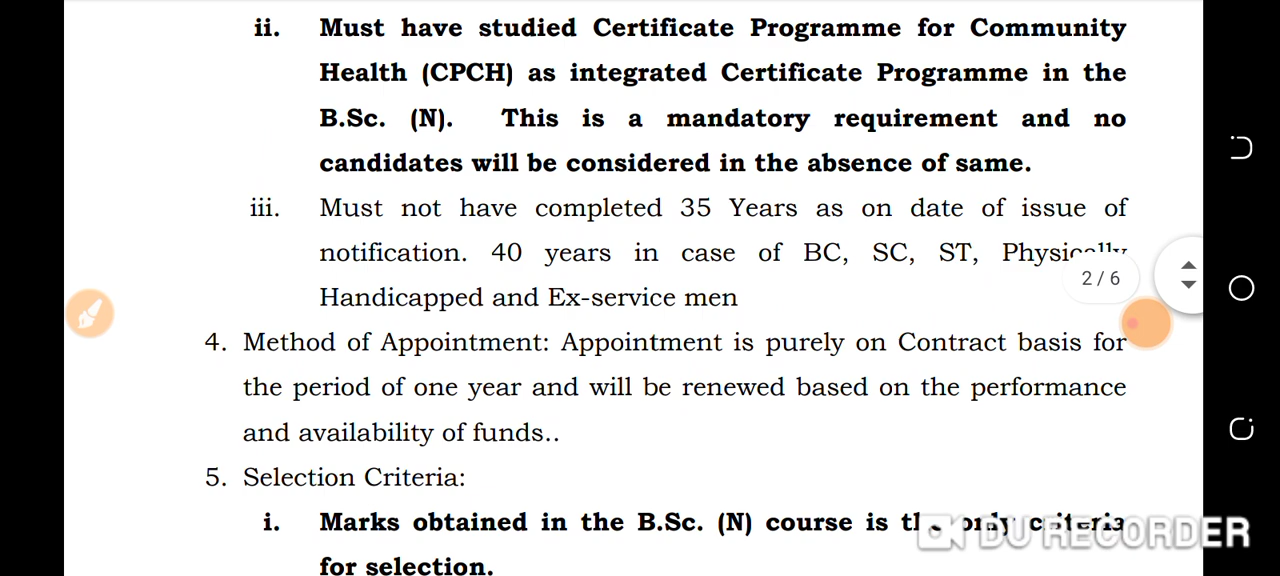 ii. Must have studied Certificate Programme for Community
Health (CPCH) as integrated Certificate Programme in the
B.Sc. (N). This is a mandatory requirement and no
candidates will be considered in the absence of same.
iii. Must not have completed 35 Years as on date of issue of
notification. 40 years in case of BC, SC, ST, Physically
2 / 6
Handicapped and Ex-service men
4. Method of Appointment: Appointment is purely on Contract basis for
the period of one year and will be renewed based on the performance
and availability of funds..
5. Selection Criteria:
i. Marks obtained in the B.Sc. (N) course is the only criteria
DU RECORDER
for selection.